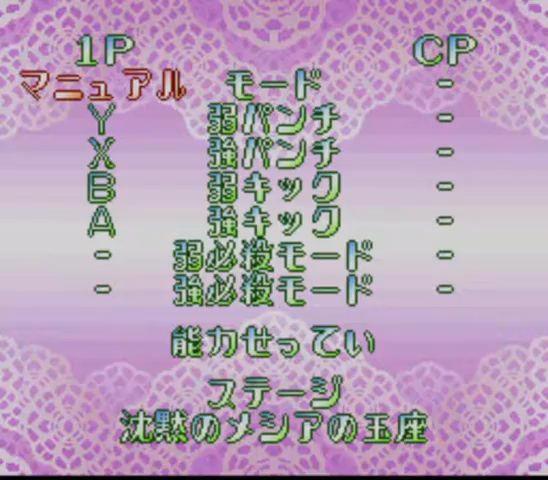 1P CP
マニュアル モード -
Y 弱パンチ -
X 強パンチ -
B 弱キック -
A 強キック -
- 弱必殺モード -
- 強必殺モード -
能力せってい
ステージ
沈黙のメシアの玉座